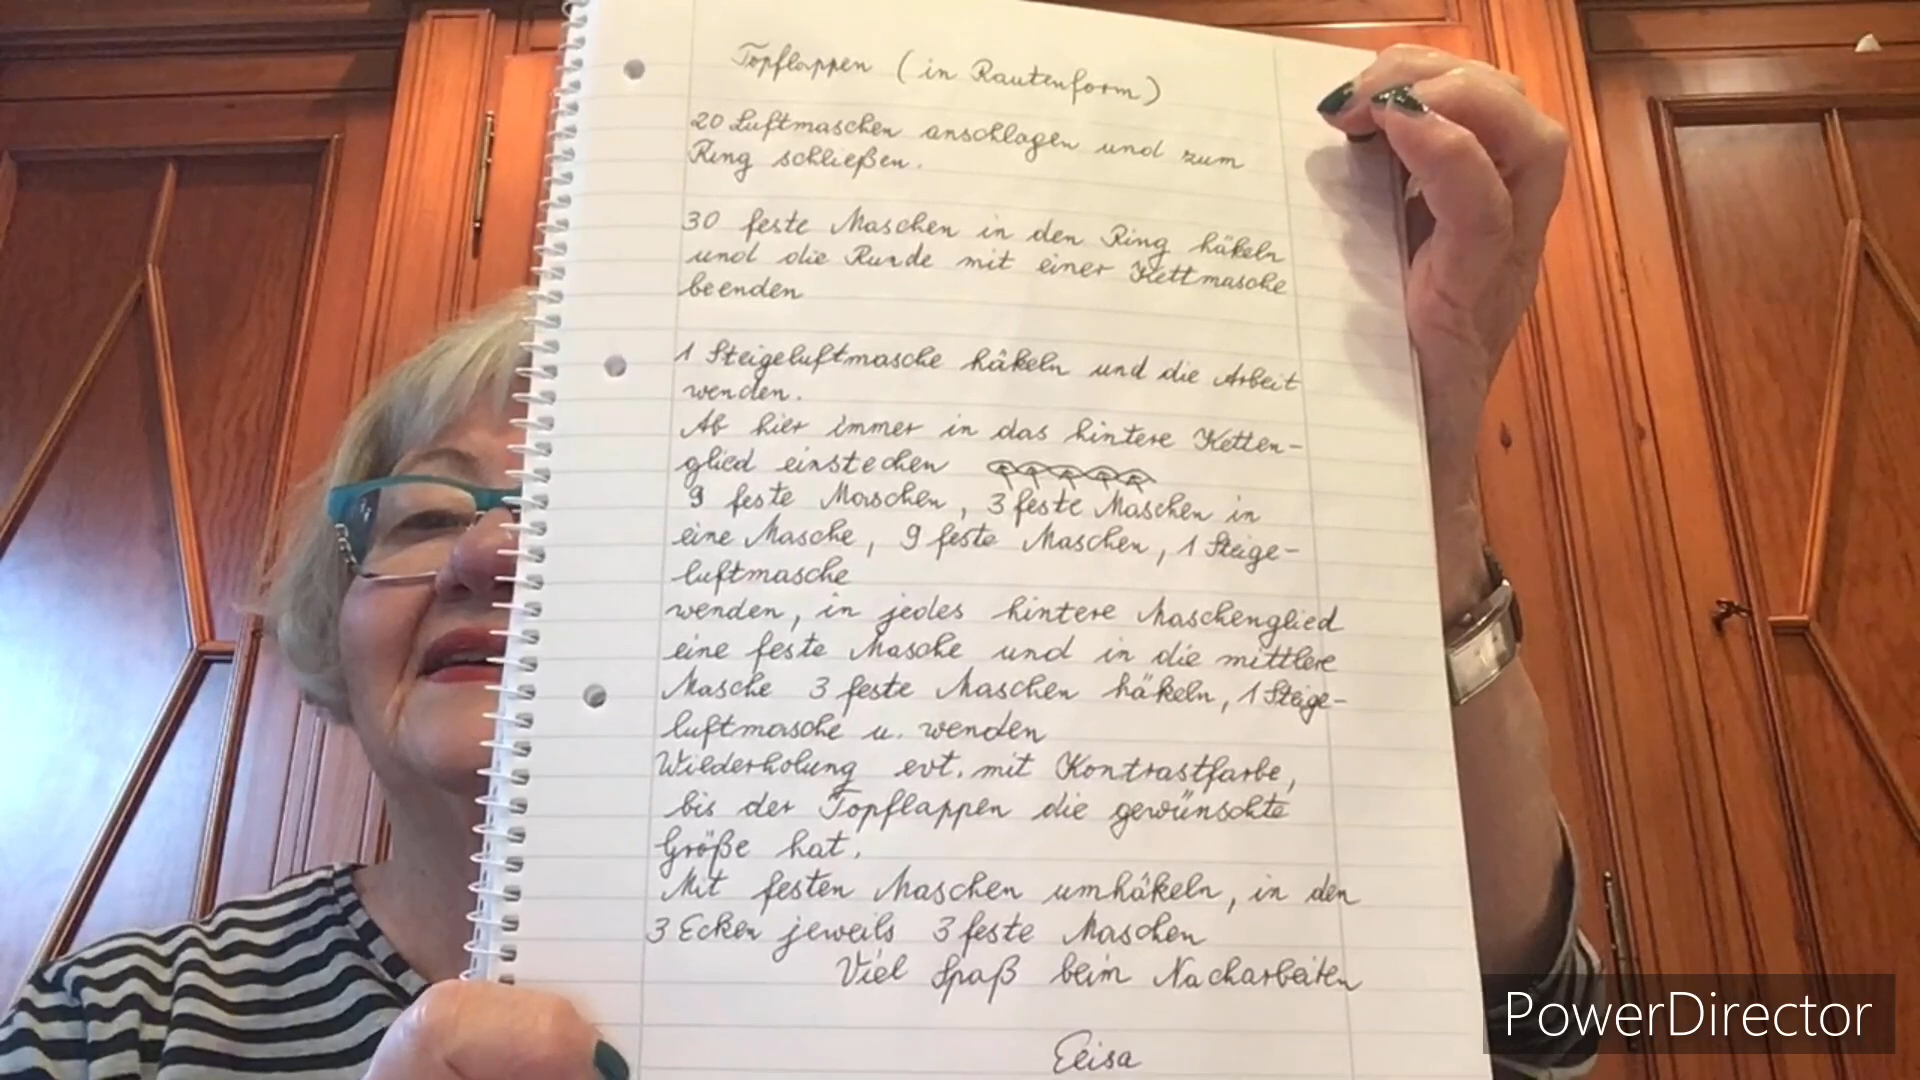 Topflappen (in Rautenform)
20 Luftmaschen anschlagen und zum
Ring schließen.
30 feste Maschen in den Ring häkeln
und die Runde mit einer Kettmasche
beenden
1 Steigeluftmasche häkeln und die Arbeit
wenden.
Ab hier immer in das hintere Ketten-
glied einstechen
9 feste Maschen, 3 feste Maschen in
eine Masche, 9 feste Maschen, 1 Steige-
luftmasche
wenden, in jedes hintere Maschenglied
eine feste Masche und in die mittlere
Masche 3 feste Maschen häkeln, 1 Steige-
luftmasche u. wenden
Wiederholung evt. mit Kontrastfarbe,
bis der Topflappen die gewünschte
Größe hat.
Mit festen Maschen umhäkeln, in den
3 Ecken jeweils 3 feste Maschen
Viel Spaß beim Nacharbeiten
PowerDirector